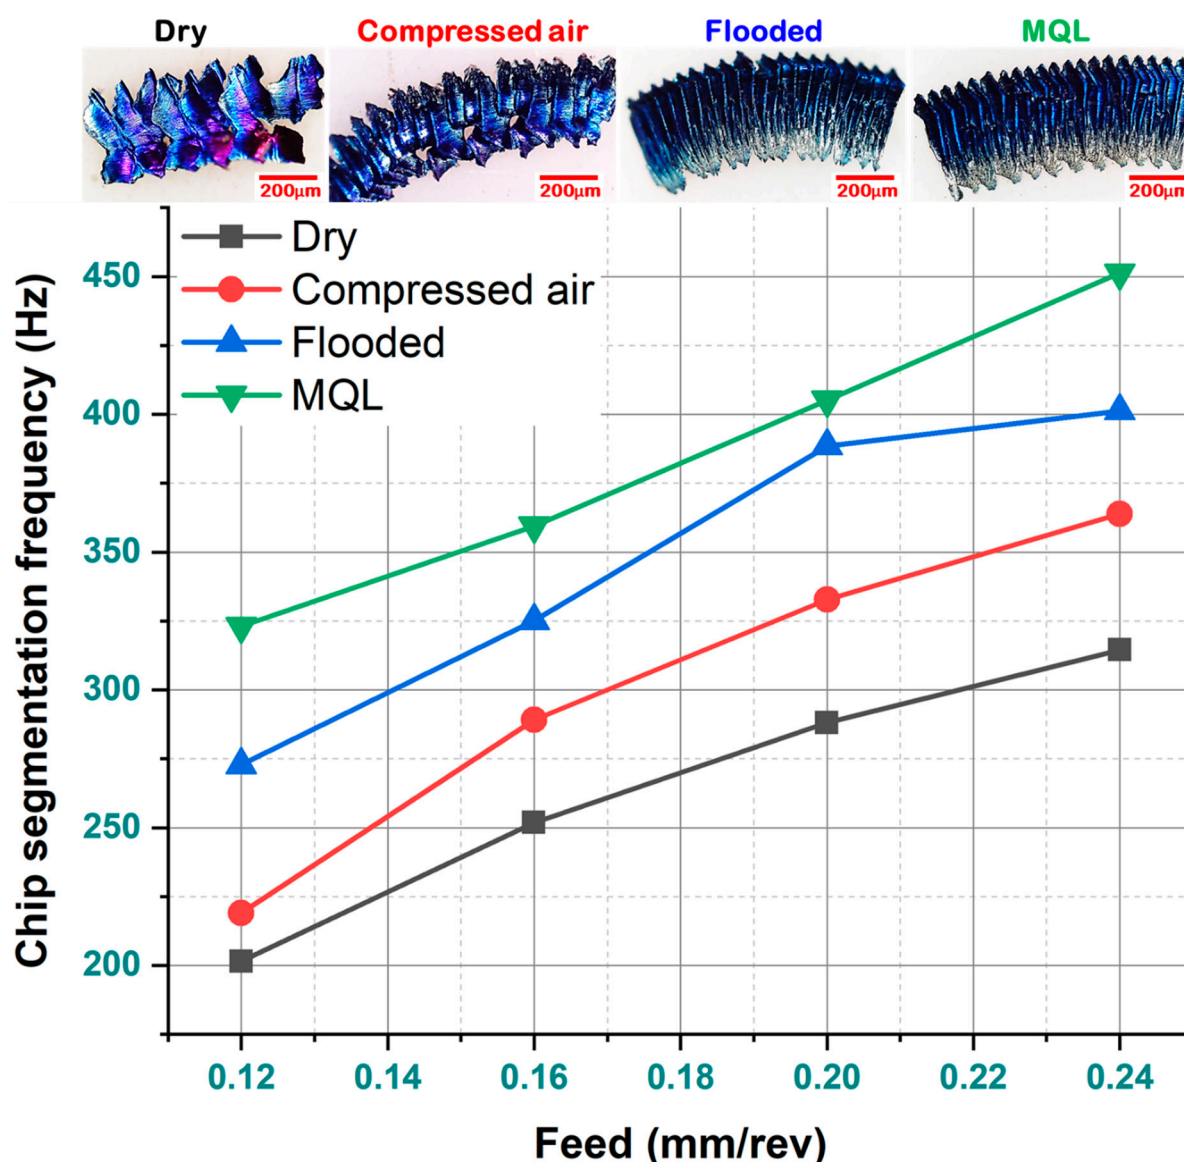 Dry Compressed air Flooded MQL
200μm 200μm 200μm 200μm
Dry
Compressed air
Flooded
MQL
Chip segmentation frequency (Hz)
450
400
350
300
250
200
0.12 0.14 0.16 0.18 0.20 0.22 0.24
Feed (mm/rev)